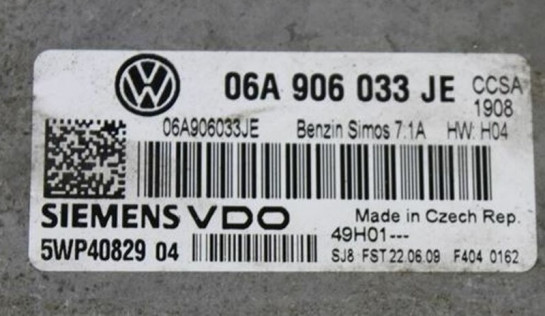 VW
06A 906 033 JE CCSA
1908
06A906033JE Benzin Simos 7.1A HW: H04
SIEMENS VDO Made in Czech Rep.
5WP40829 04 49H01---
SJ8 FST 22.06.09 F404 0162